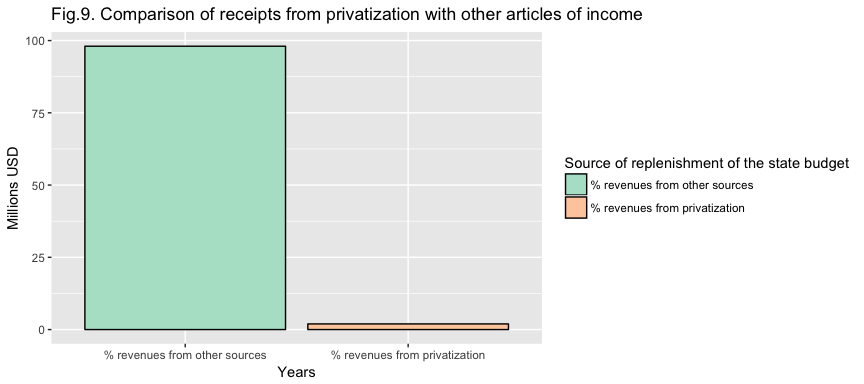 Fig.9. Comparison of receipts from privatization with other articles of income
100
75
50
25
0
Millions USD
% revenues from other sources
% revenues from privatization
Years
Source of replenishment of the state budget
% revenues from other sources
% revenues from privatization